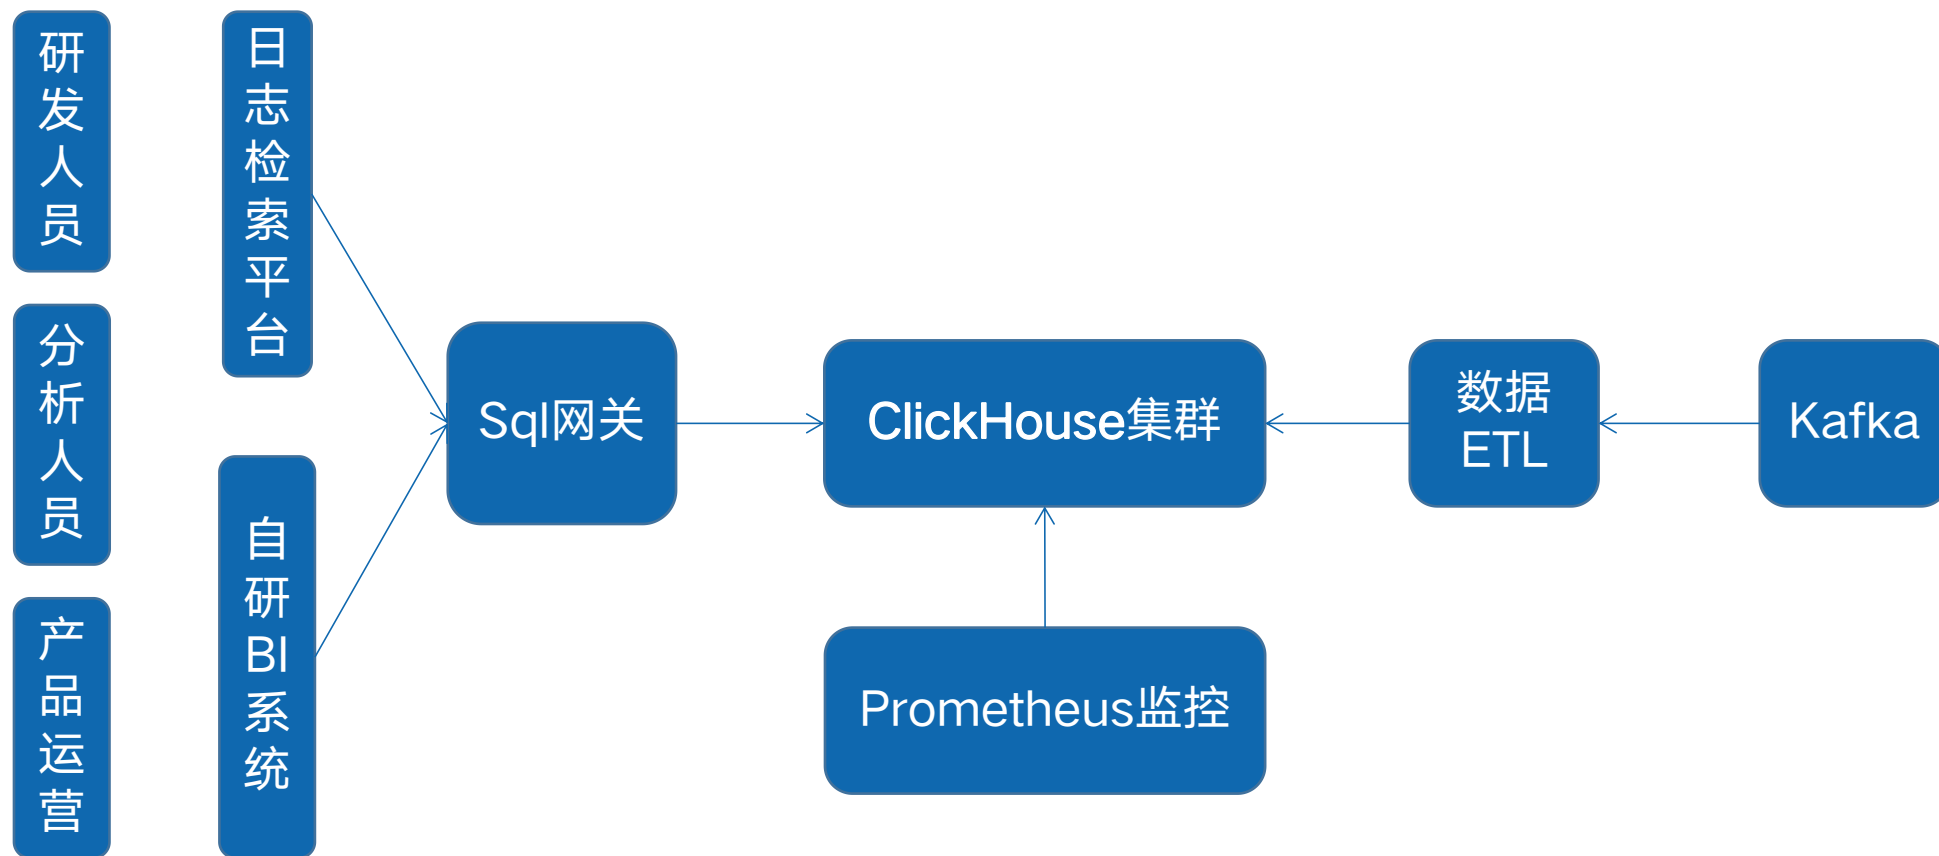 研发人员
分析人员
产品运营
日志检索平台
自研BI系统
Sql网关
ClickHouse集群
Prometheus监控
数据
ETL
Kafka